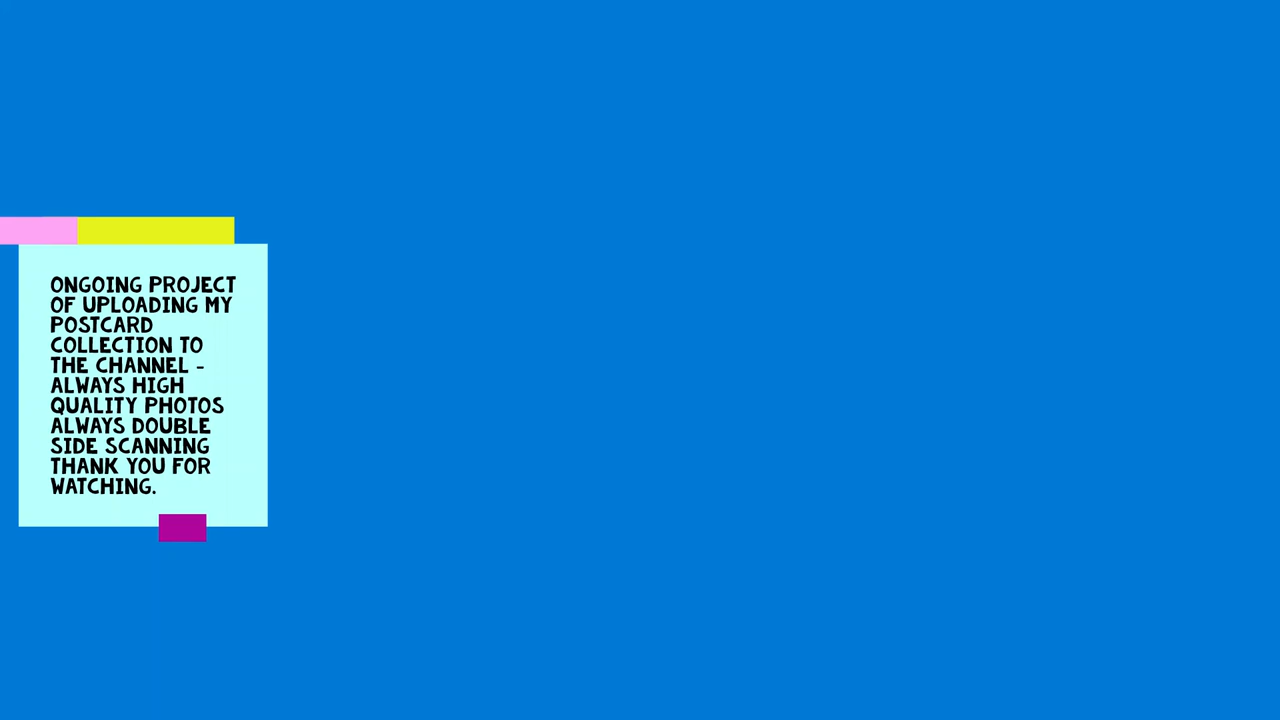 ONGOING PROJECT
OF UPLOADING MY
POSTCARD
COLLECTION TO
THE CHANNEL -
ALWAYS HIGH
QUALITY PHOTOS
ALWAYS DOUBLE
SIDE SCANNING
THANK YOU FOR
WATCHING.